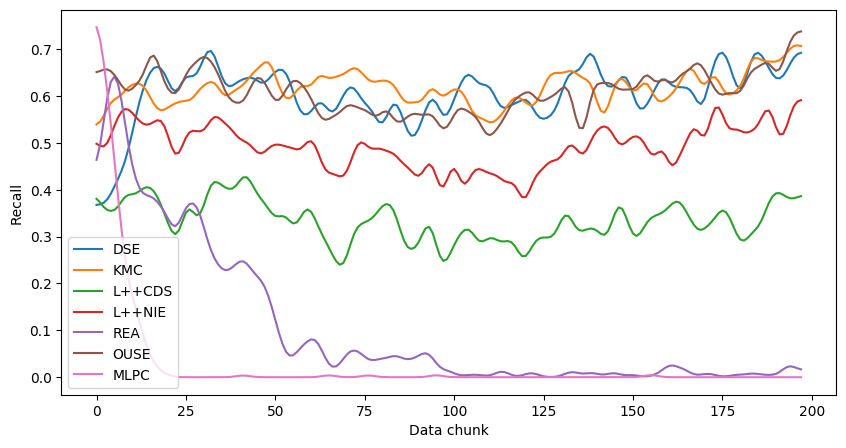 Recall
0.7
0.6
0.5
0.4
0.3
0.2
0.1
0.0
DSE
KMC
L++CDS
L++NIE
REA
OUSE
MLPC
0 25 50 75 100 125 150 175 200
Data chunk